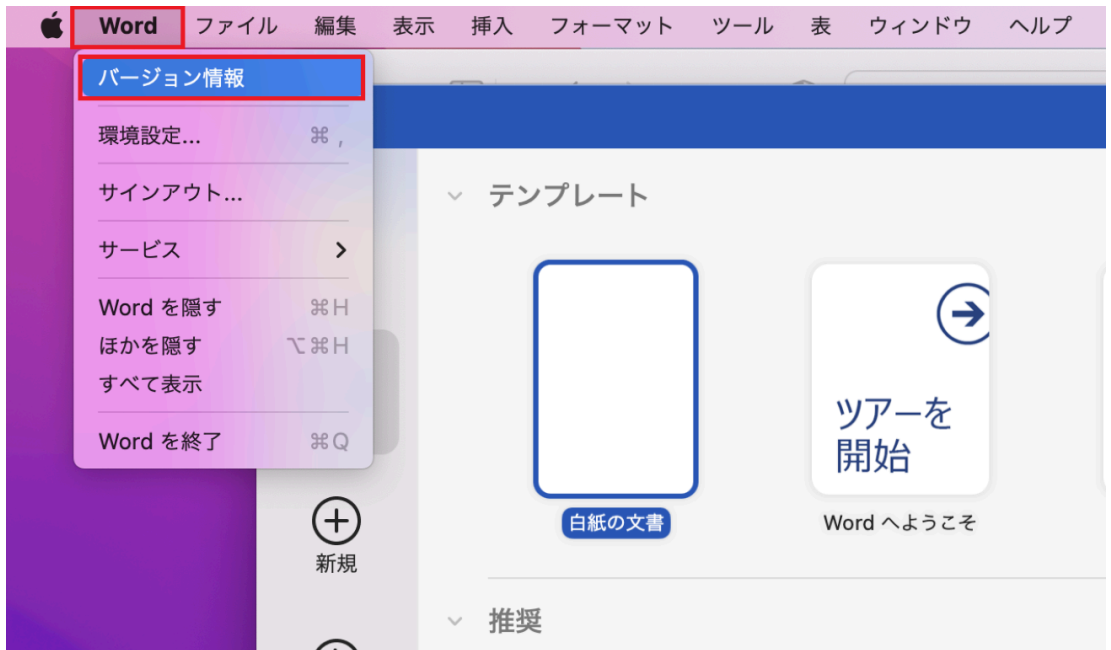 Word ファイル 編集 表示 挿入 フォーマット ツール 表 ウィンドウ ヘルプ
バージョン情報
環境設定... ⌘ ,
サインアウト...
サービス
Word を隠す ⌘H
ほかを隠す ⌥⌘H
すべて表示
Word を終了 ⌘Q
新規
テンプレート
ツアーを
開始
白紙の文書
Word へようこそ
推奨